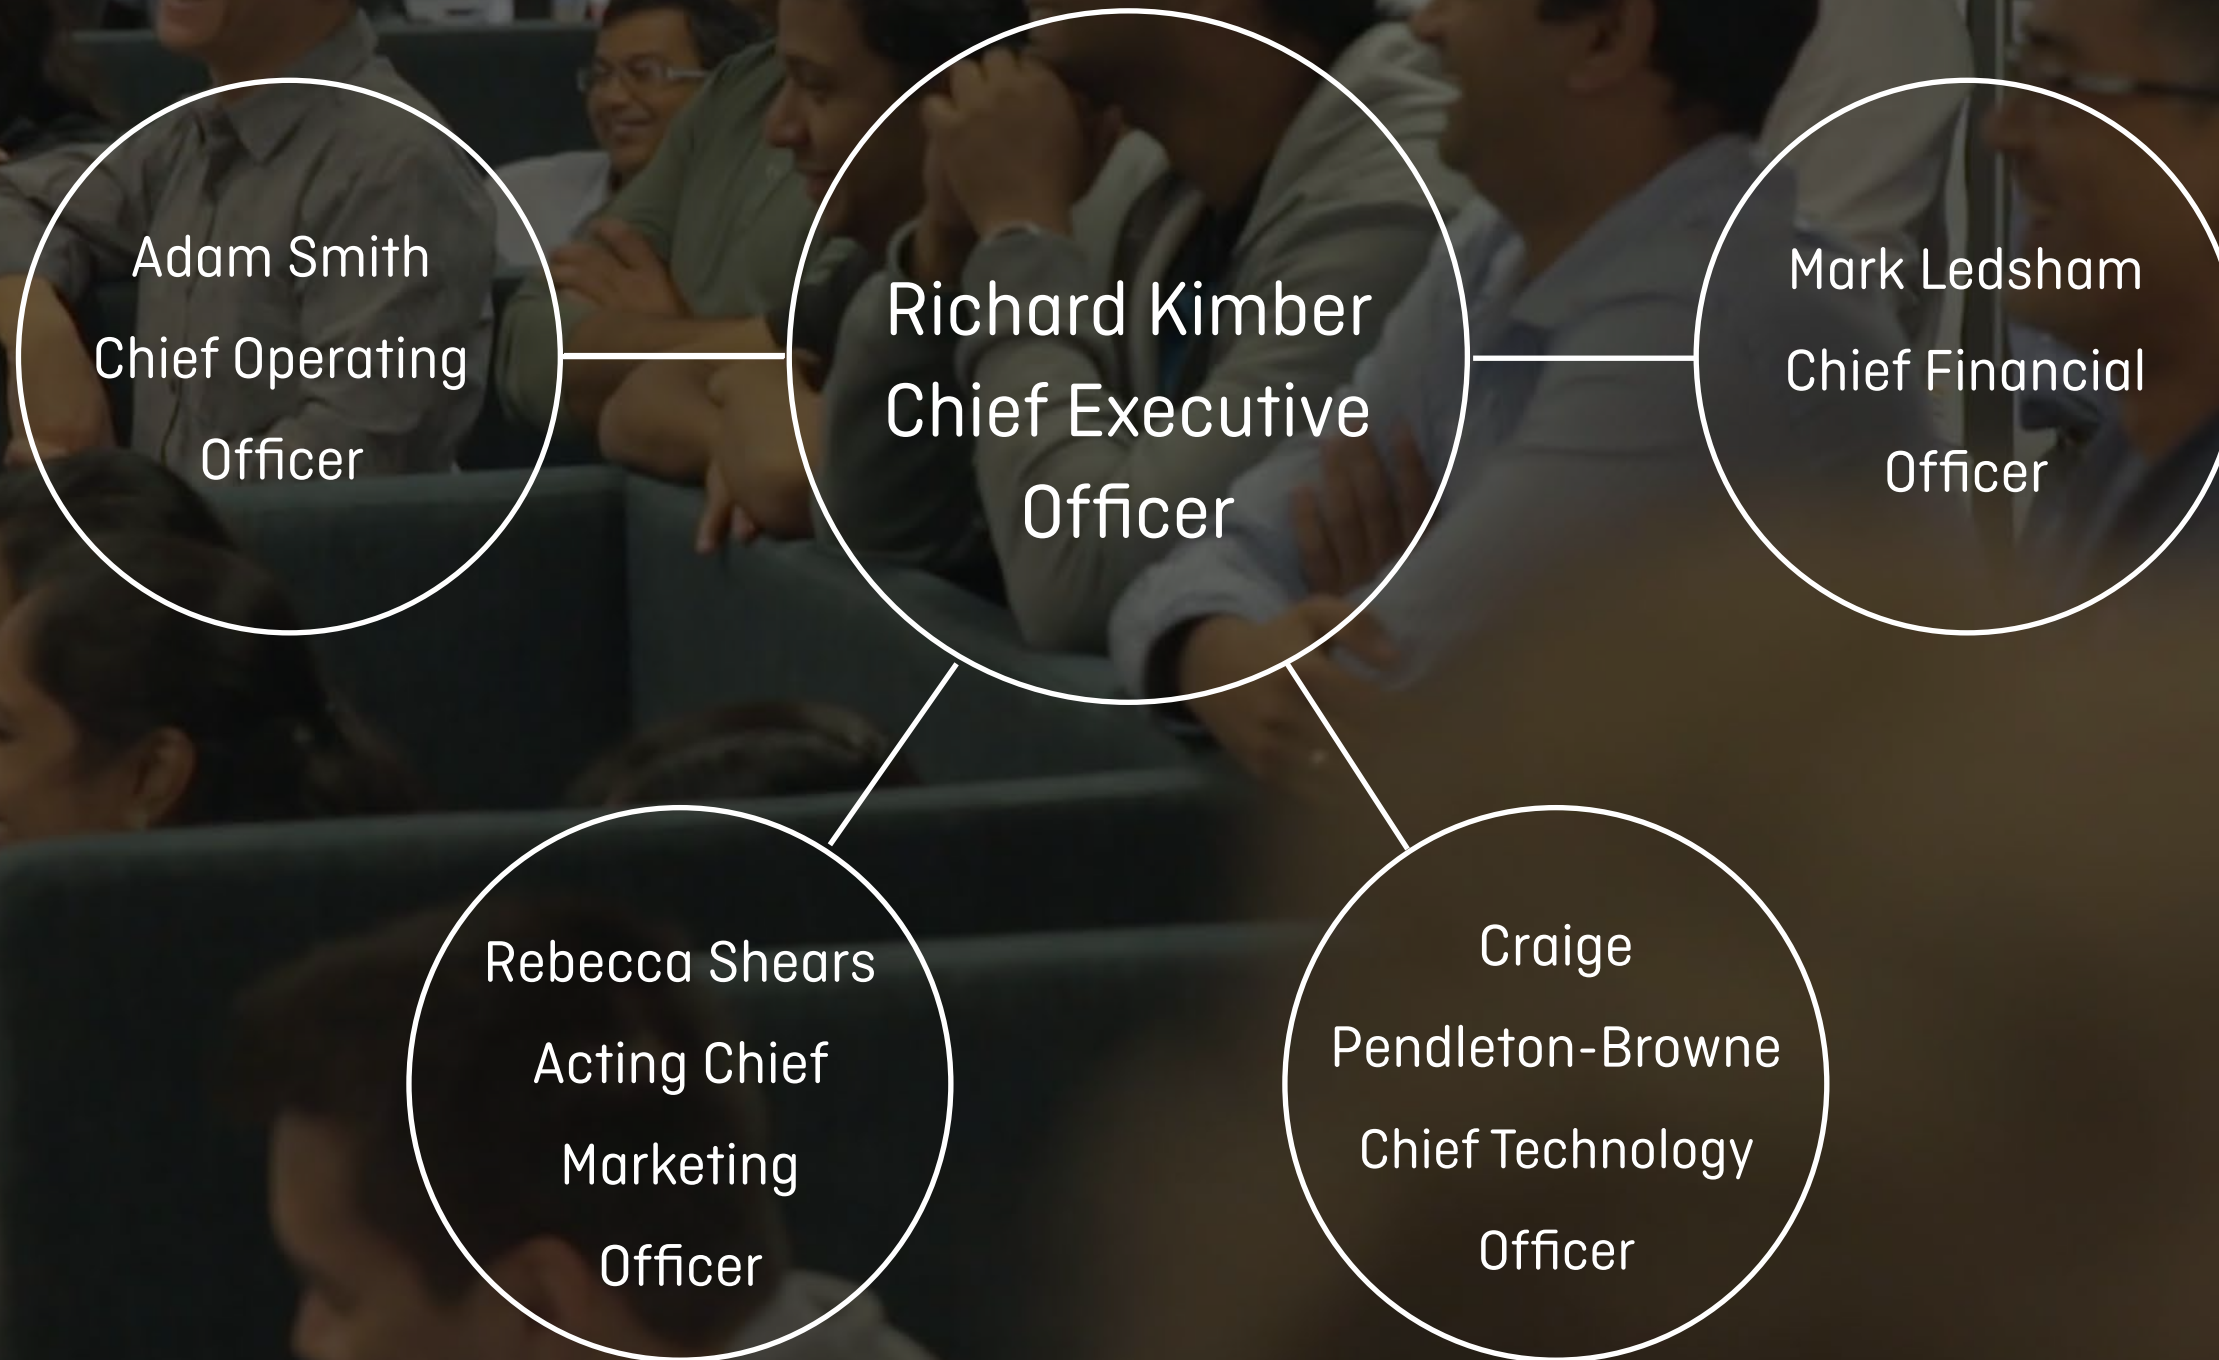 Adam Smith
Chief Operating
Officer
Richard Kimber
Chief Executive
Officer
Mark Ledsham
Chief Financial
Officer
Rebecca Shears
Acting Chief
Marketing
Officer
Craige
Pendleton-Browne
Chief Technology
Officer